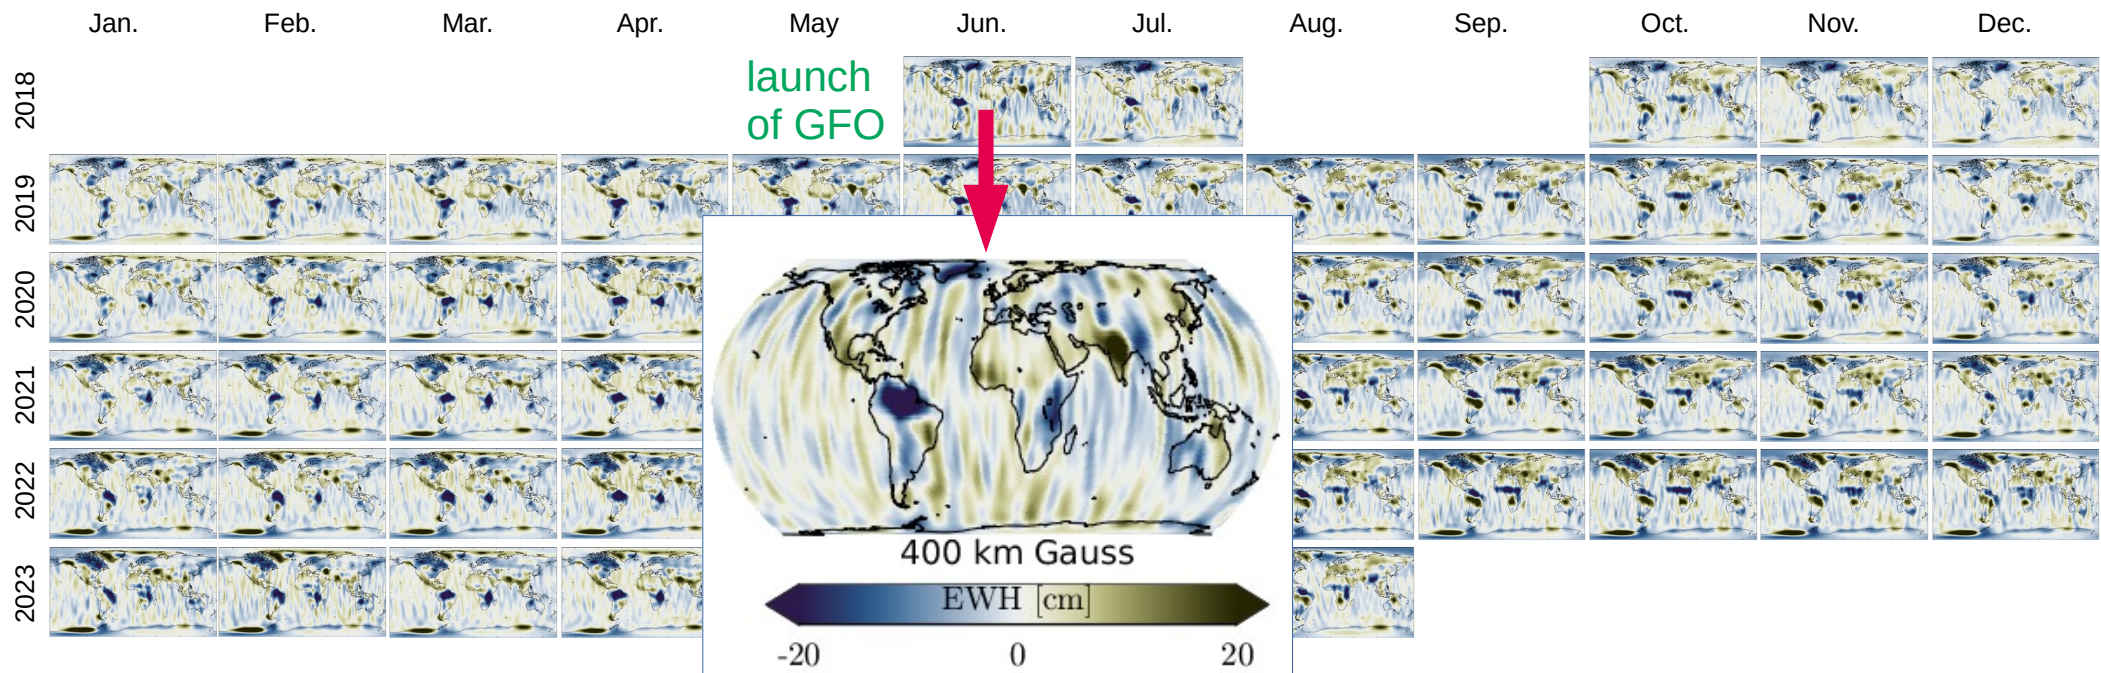 Jan. Feb. Mar. Apr. May Jun. Jul. Aug. Sep. Oct. Nov. Dec.
2018
launch
of GFO
2019
2020
2021
2022
2023
400 km Gauss
EWH [cm]
-20 0 20